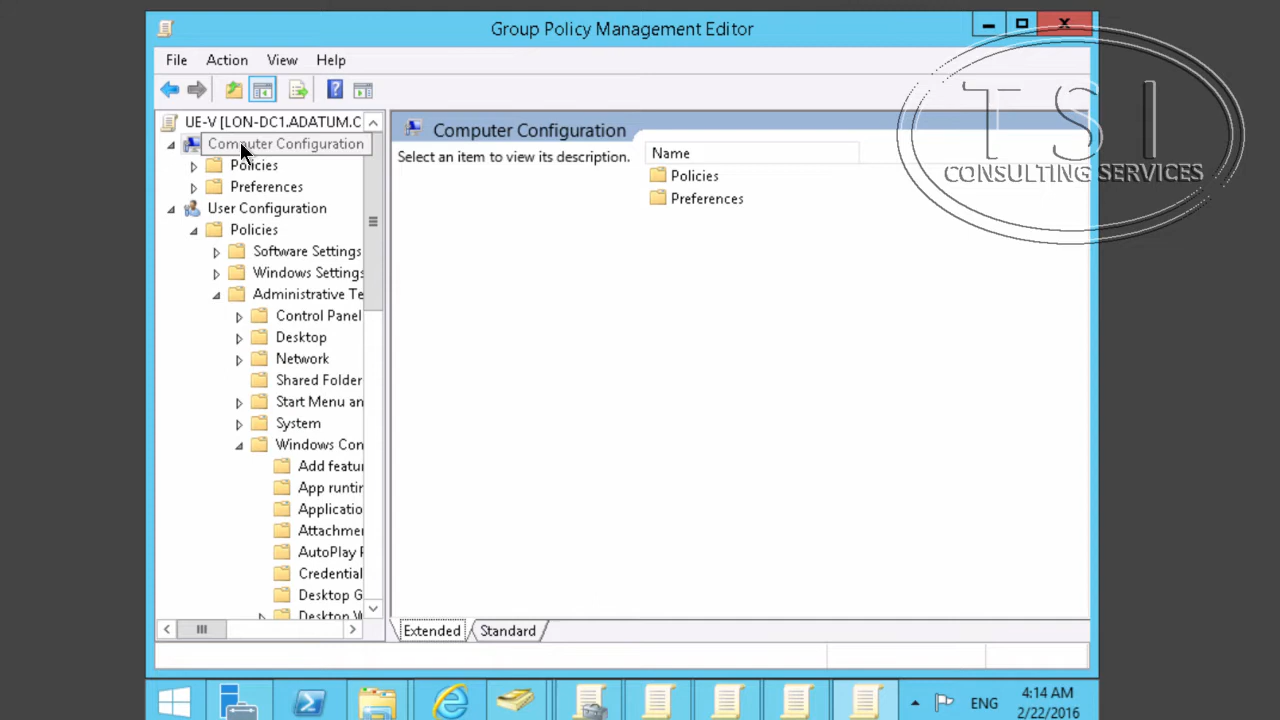 Group Policy Management Editor
File Action View Help
UE-V [LON-DC1.ADATUM.C
Computer Configuration
Policies
Preferences
User Configuration
Policies
Software Settings
Windows Settings
Administrative Te
Control Panel
Desktop
Network
Shared Folder
Start Menu an
System
Windows Con
Add featur
App runtir
Applicatio
Attachmer
AutoPlay P
Credential
Desktop G
Desktop W
Computer Configuration
Select an item to view its description.
Name
Policies
Preferences
Extended Standard
TSI
CONSULTING SERVICES
ENG
4:14 AM
2/22/2016